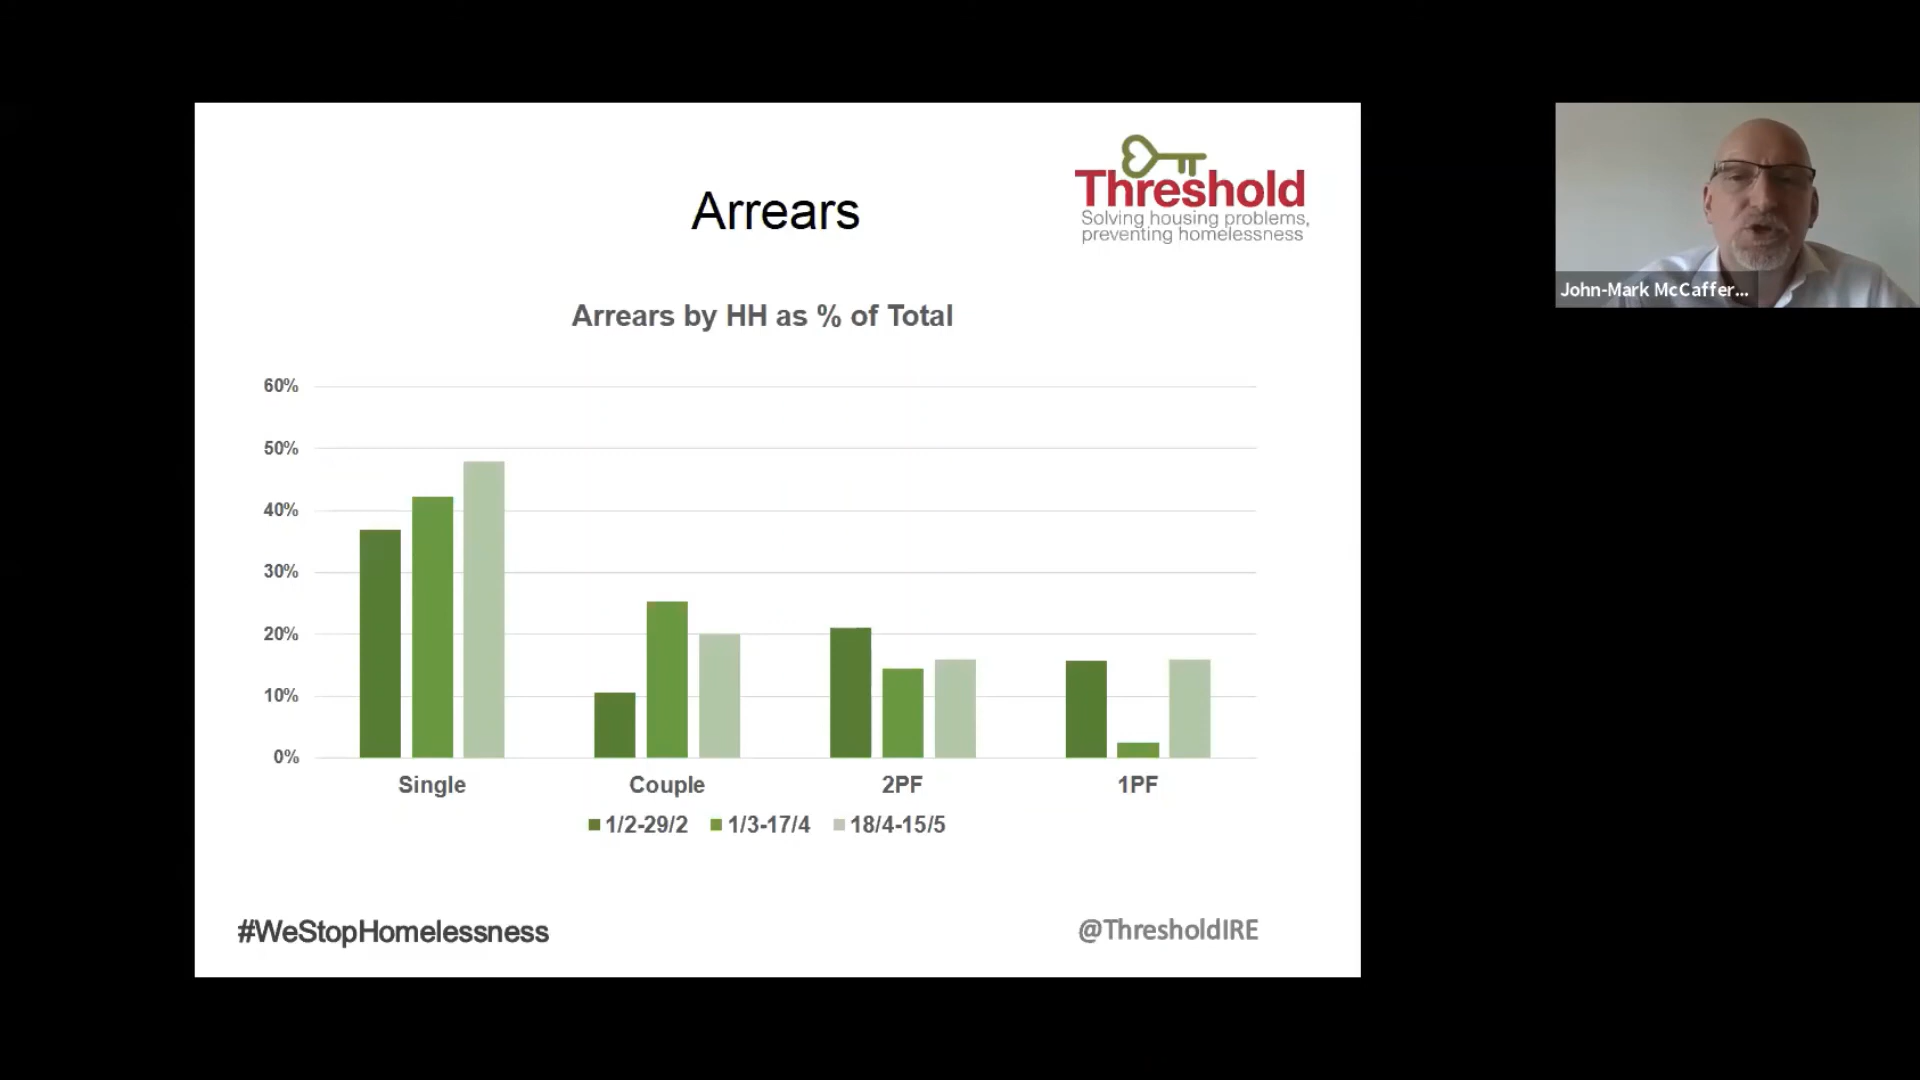 Threshold
Solving housing problems,
preventing homelessness
Arrears
Arrears by HH as % of Total
60%
50%
40%
30%
20%
10%
0%
Single Couple 2PF 1PF
1/2-29/2 1/3-17/4 18/4-15/5
#WeStopHomelessness
@ThresholdIRE
John-Mark McCaffer...